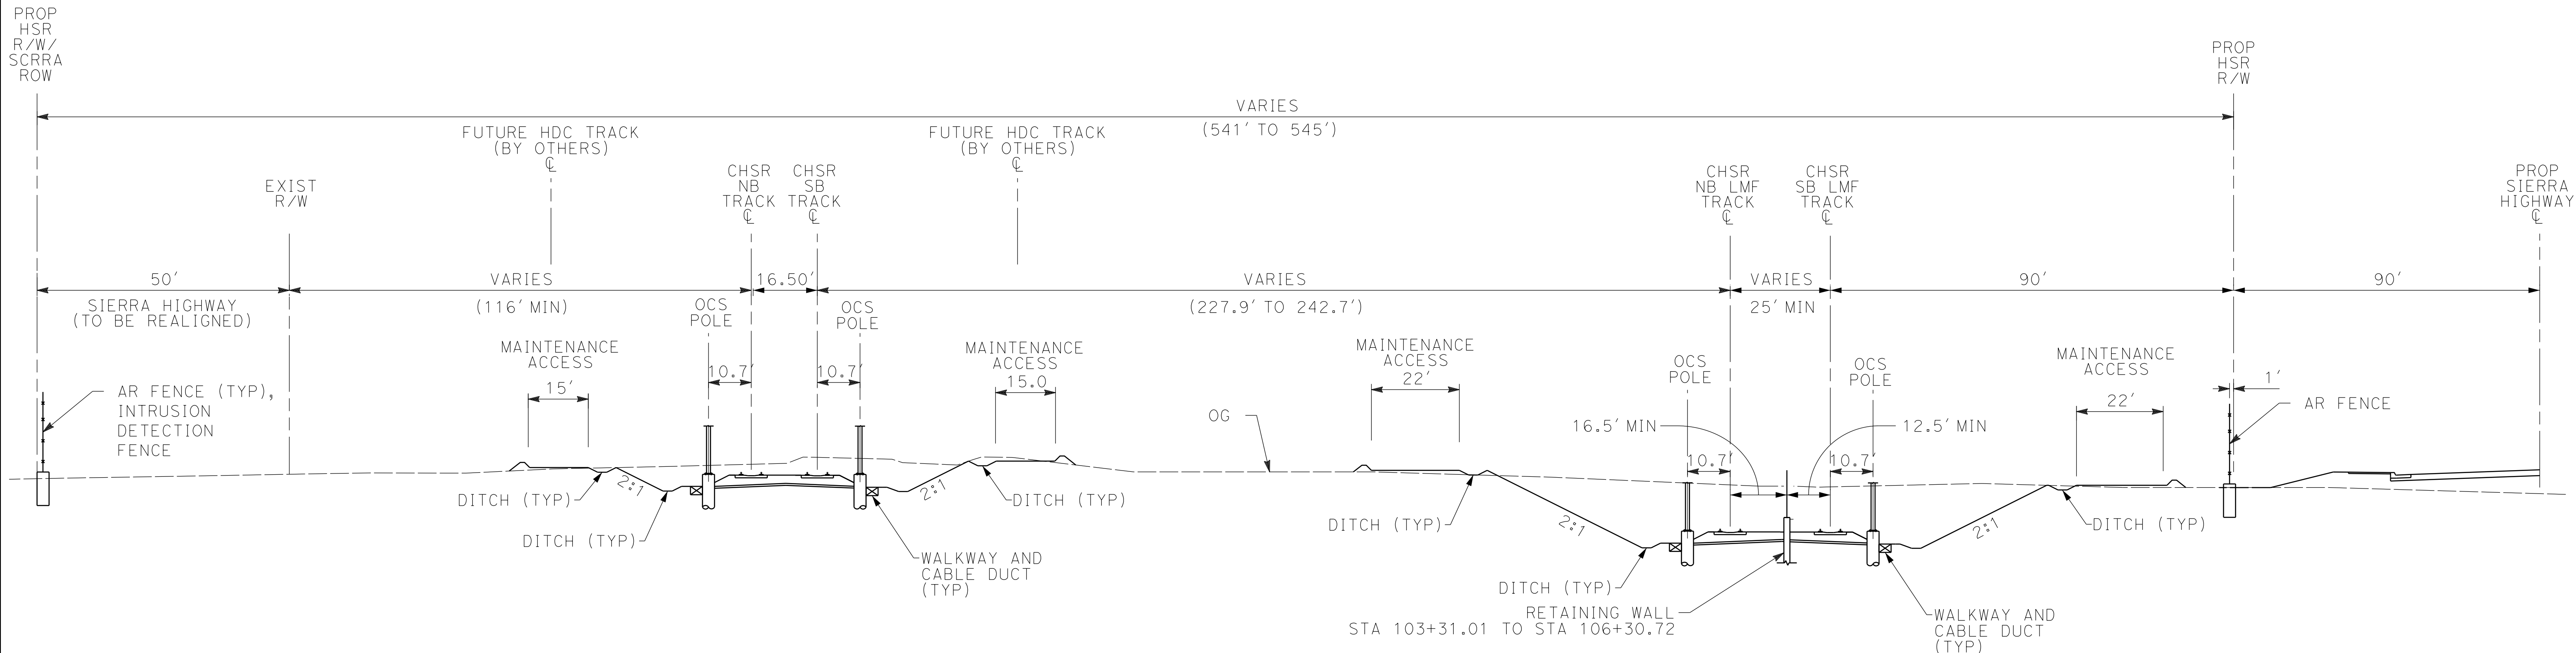 PROP
HSR
R/W/
SCRRA
ROW
PROP
HSR
R/W
VARIES
(541' TO 545')
FUTURE HDC TRACK
(BY OTHERS)
℄
FUTURE HDC TRACK
(BY OTHERS)
℄
EXIST
R/W
CHSR
NB
TRACK
℄
CHSR
SB
TRACK
℄
CHSR
NB LMF
TRACK
℄
CHSR
SB LMF
TRACK
℄
PROP
SIERRA
HIGHWAY
℄
50'
SIERRA HIGHWAY
(TO BE REALIGNED)
VARIES
(116' MIN)
16.50'
VARIES
(227.9' TO 242.7')
VARIES
25' MIN
90'
90'
OCS
POLE
OCS
POLE
MAINTENANCE
ACCESS
15'
10.7'
10.7'
MAINTENANCE
ACCESS
15.0
MAINTENANCE
ACCESS
22'
OCS
POLE
OCS
POLE
MAINTENANCE
ACCESS
22'
1'
AR FENCE (TYP),
INTRUSION
DETECTION
FENCE
OG
16.5' MIN
12.5' MIN
AR FENCE
10.7'
10.7'
2:1
2:1
2:1
2:1
DITCH (TYP)
DITCH (TYP)
DITCH (TYP)
DITCH (TYP)
DITCH (TYP)
DITCH (TYP)
WALKWAY AND
CABLE DUCT
(TYP)
RETAINING WALL
STA 103+31.01 TO STA 106+30.72
WALKWAY AND
CABLE DUCT
(TYP)